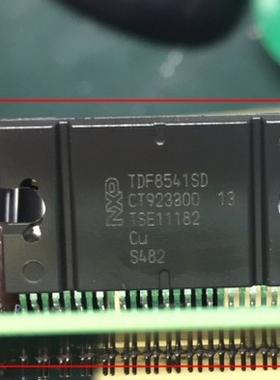 NXP
TDF8541SD
CT923300 13
TSE11182
Cu
S482